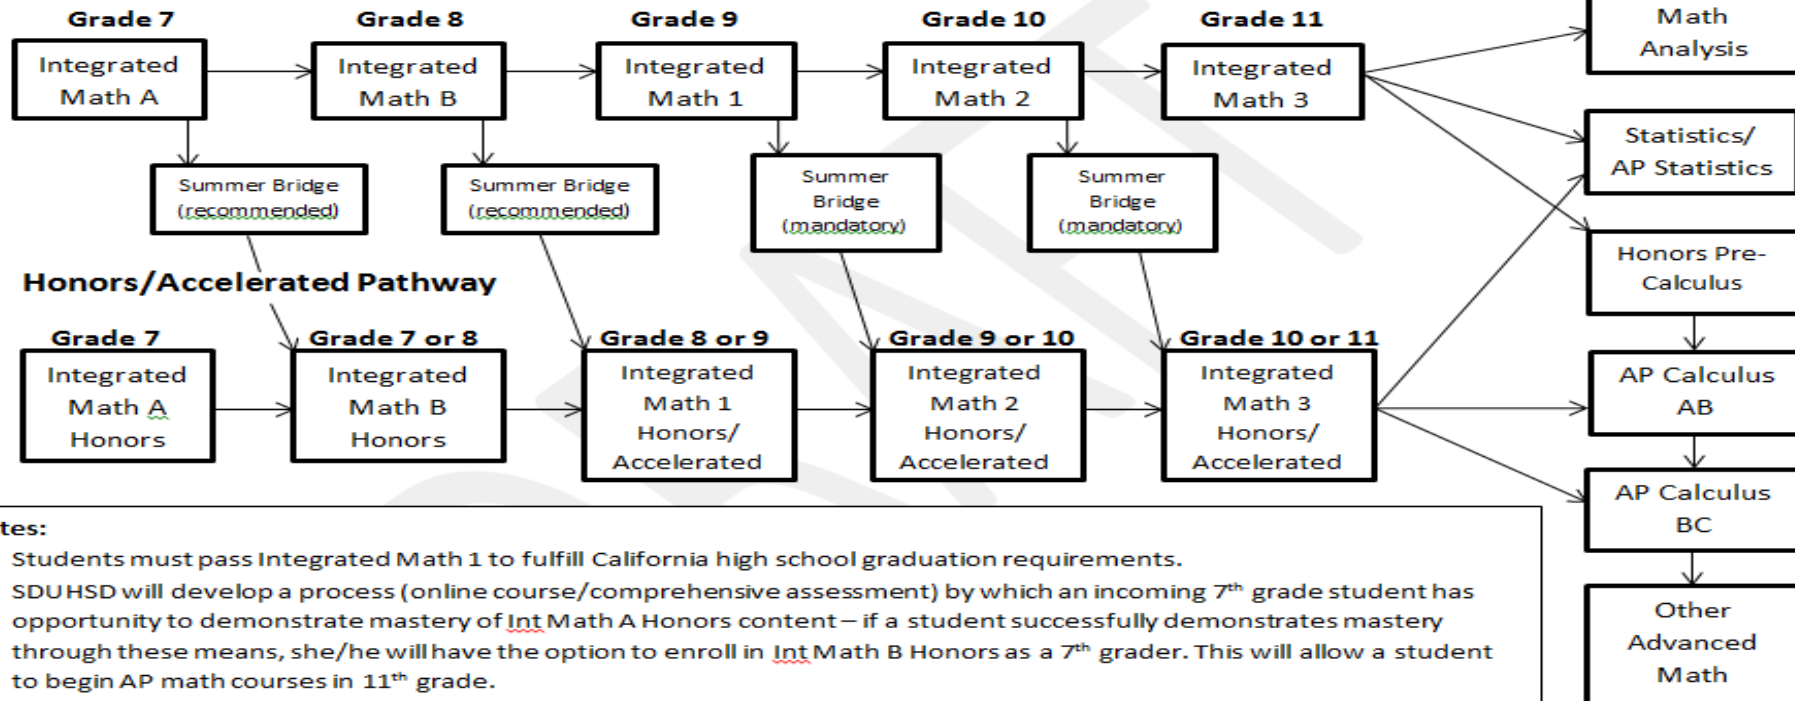 Grade 7
Grade 8
Grade 9
Grade 10
Grade 11
Integrated
Math A
Integrated
Math B
Integrated
Math 1
Integrated
Math 2
Integrated
Math 3
Math
Analysis
Statistics/
AP Statistics
Summer Bridge
(recommended)
Summer Bridge
(recommended)
Summer
Bridge
(mandatory)
Summer
Bridge
(mandatory)
Honors Pre-
Calculus
Honors/Accelerated Pathway
Grade 7
Grade 7 or 8
Grade 8 or 9
Grade 9 or 10
Grade 10 or 11
Integrated
Math A
Honors
Integrated
Math B
Honors
Integrated
Math 1
Honors/
Accelerated
Integrated
Math 2
Honors/
Accelerated
Integrated
Math 3
Honors/
Accelerated
AP Calculus
AB
AP Calculus
BC
Other
Advanced
Math
tes:
Students must pass Integrated Math 1 to fulfill California high school graduation requirements.
SDUHSD will develop a process (online course/comprehensive assessment) by which an incoming 7th grade student has
opportunity to demonstrate mastery of Int Math A Honors content – if a student successfully demonstrates mastery
through these means, she/he will have the option to enroll in Int Math B Honors as a 7th grader. This will allow a student
to begin AP math courses in 11th grade.